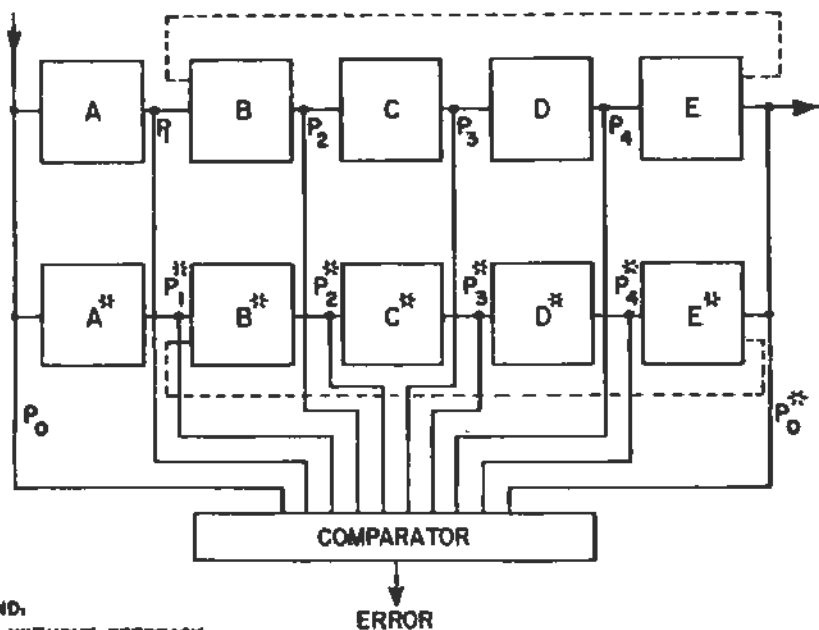 A B C D E
P₁ P₂ P₃ P₄
A* B* C* D* E*
P₁* P₂* P₃* P₄*
P₀ P₀*
COMPARATOR
ERROR